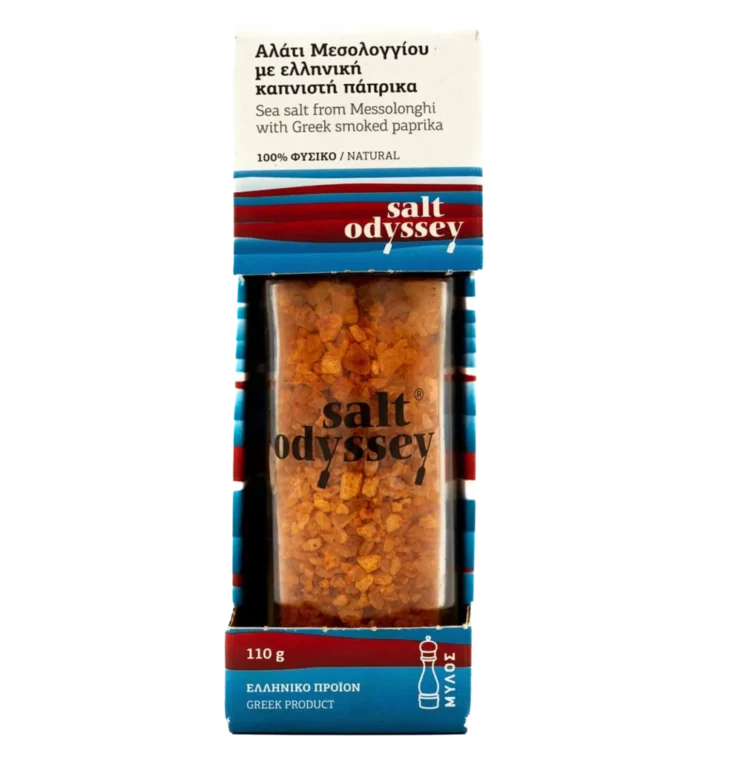 Αλάτι Μεσολογγίου
με ελληνική
καπνιστή πάπρικα
Sea salt from Messolonghi
with Greek smoked paprika
100% ΦΥΣΙΚΟ / NATURAL
salt
odyssey
salt®
odyssey
110 g
ΕΛΛΗΝΙΚΟ ΠΡΟΪΟΝ
GREEK PRODUCT
ΜΥΛΟΣ